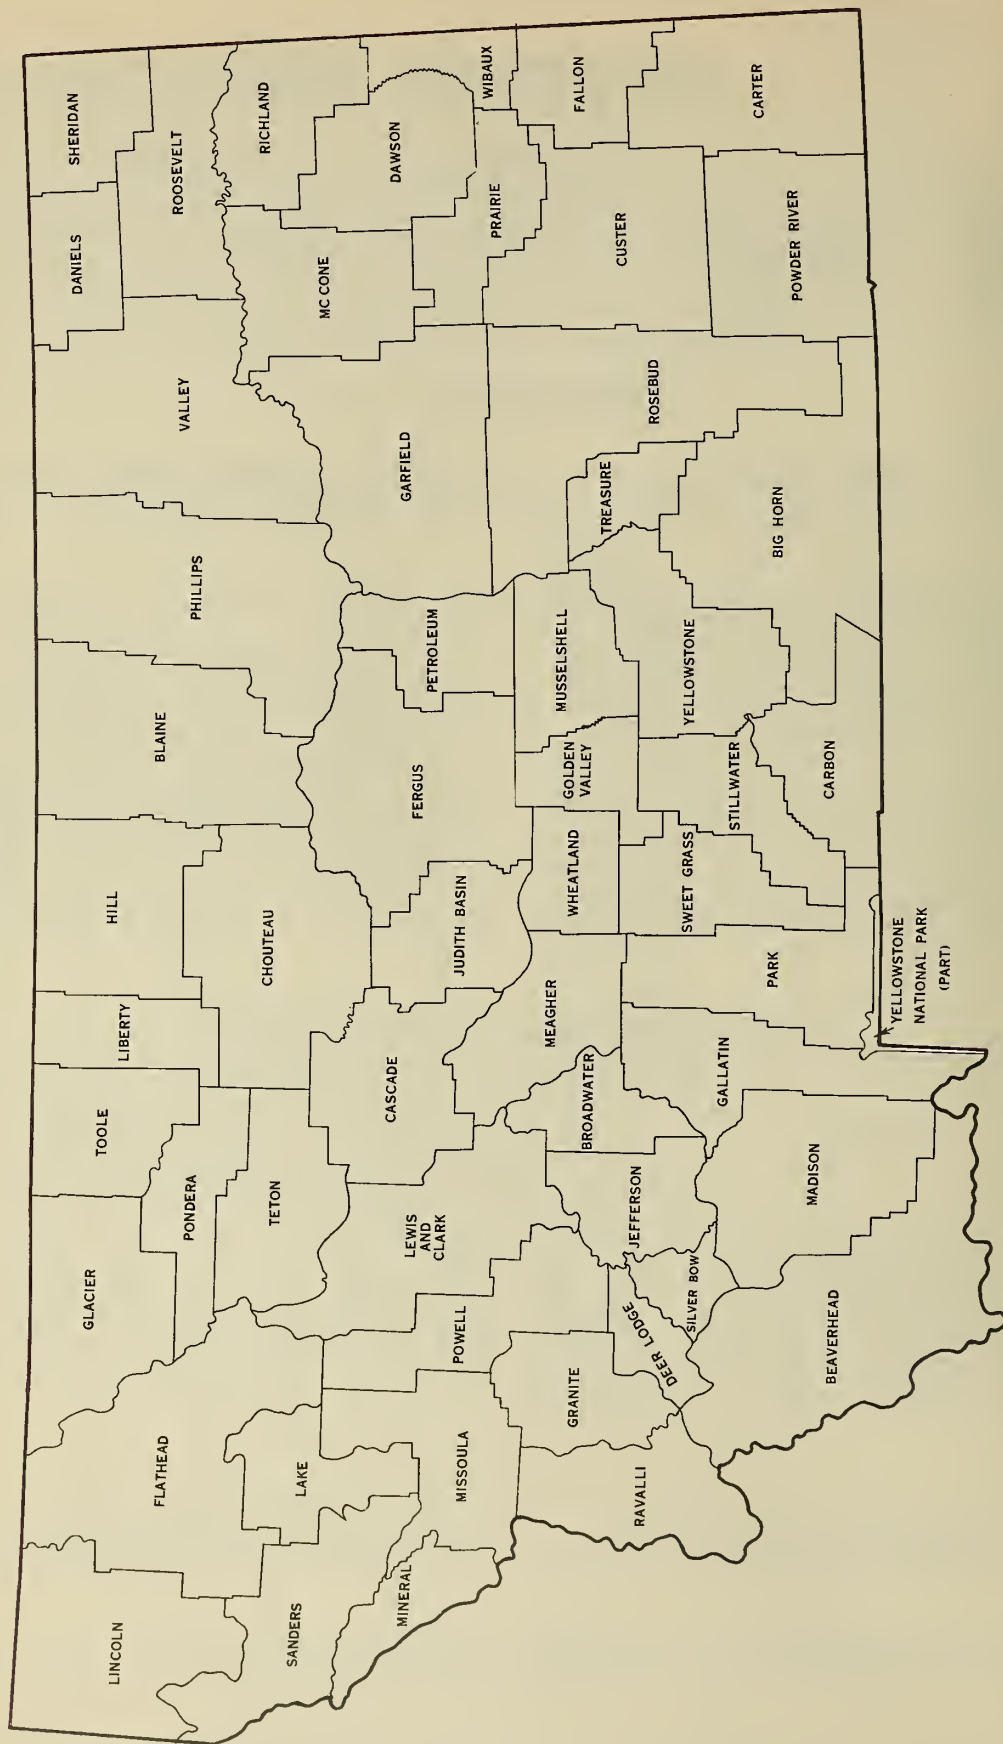 LINCOLN
FLATHEAD
GLACIER
TOOLE
LIBERTY
HILL
BLAINE
PHILLIPS
VALLEY
DANIELS
SHERIDAN
ROOSEVELT
SANDERS
LAKE
PONDERA
TETON
CHOUTEAU
MC CONE
RICHLAND
MINERAL
MISSOULA
POWELL
LEWIS
AND
CLARK
CASCADE
JUDITH BASIN
FERGUS
PETROLEUM
GARFIELD
DAWSON
PRAIRIE
WIBAUX
RAVALLI
GRANITE
DEER LODGE
SILVER BOW
JEFFERSON
BROADWATER
MEAGHER
WHEATLAND
GOLDEN
VALLEY
MUSSELSHELL
TREASURE
ROSEBUD
CUSTER
FALLON
BEAVERHEAD
MADISON
GALLATIN
PARK
SWEET GRASS
STILLWATER
YELLOWSTONE
CARBON
BIG HORN
POWDER RIVER
CARTER
YELLOWSTONE
NATIONAL PARK
(PART)